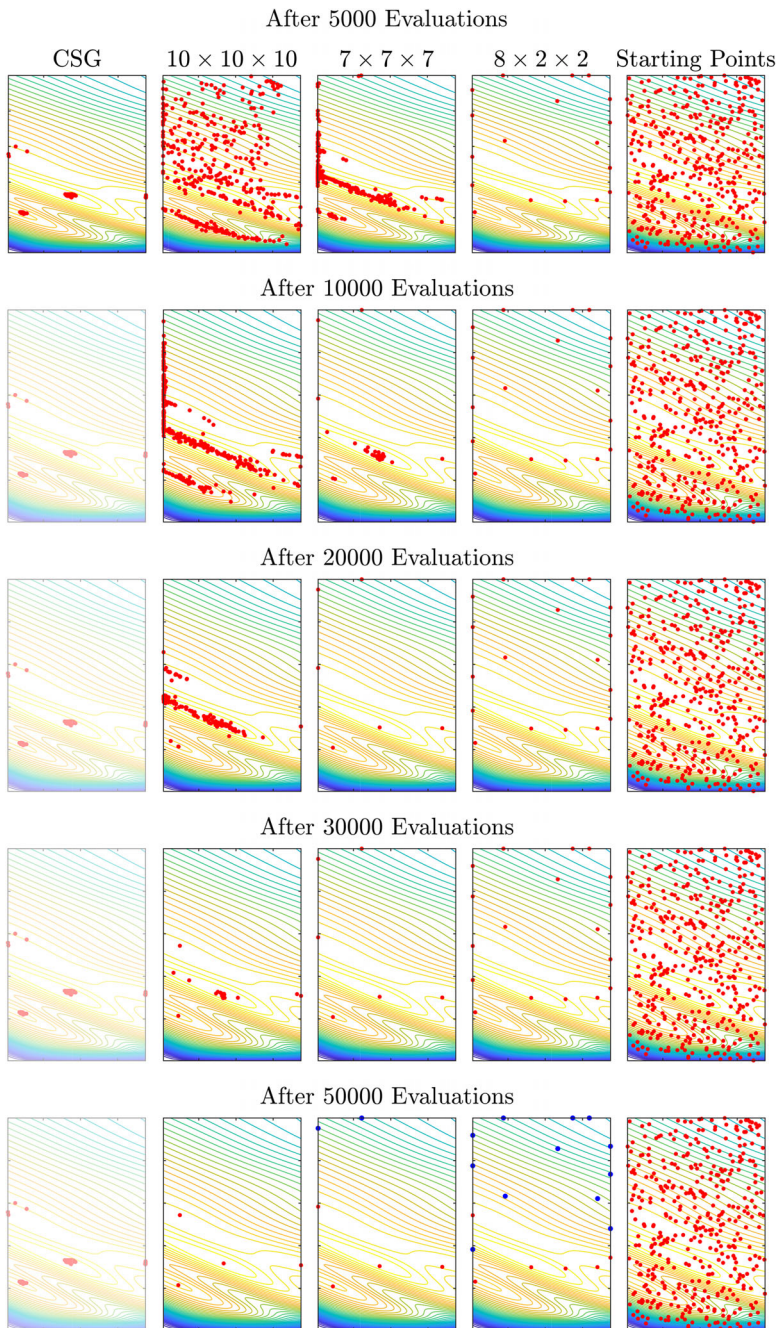 After 5000 Evaluations
CSG 10 × 10 × 10 7 × 7 × 7 8 × 2 × 2 Starting Points
After 10000 Evaluations
After 20000 Evaluations
After 30000 Evaluations
After 50000 Evaluations